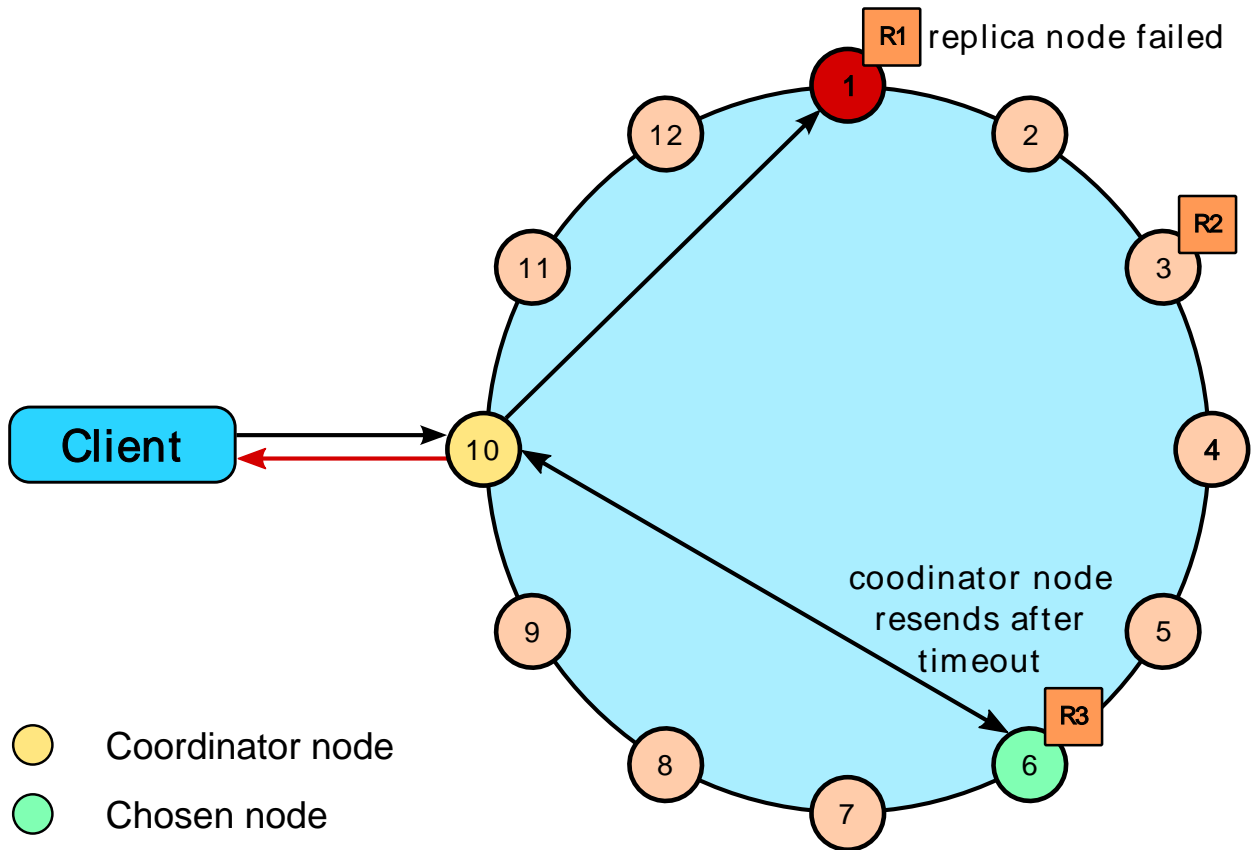 R1 replica node failed
1
12
2
R2
11
3
Client
10
4
coodinator node
resends after
timeout
9
5
R3
Coordinator node
8
6
Chosen node
7